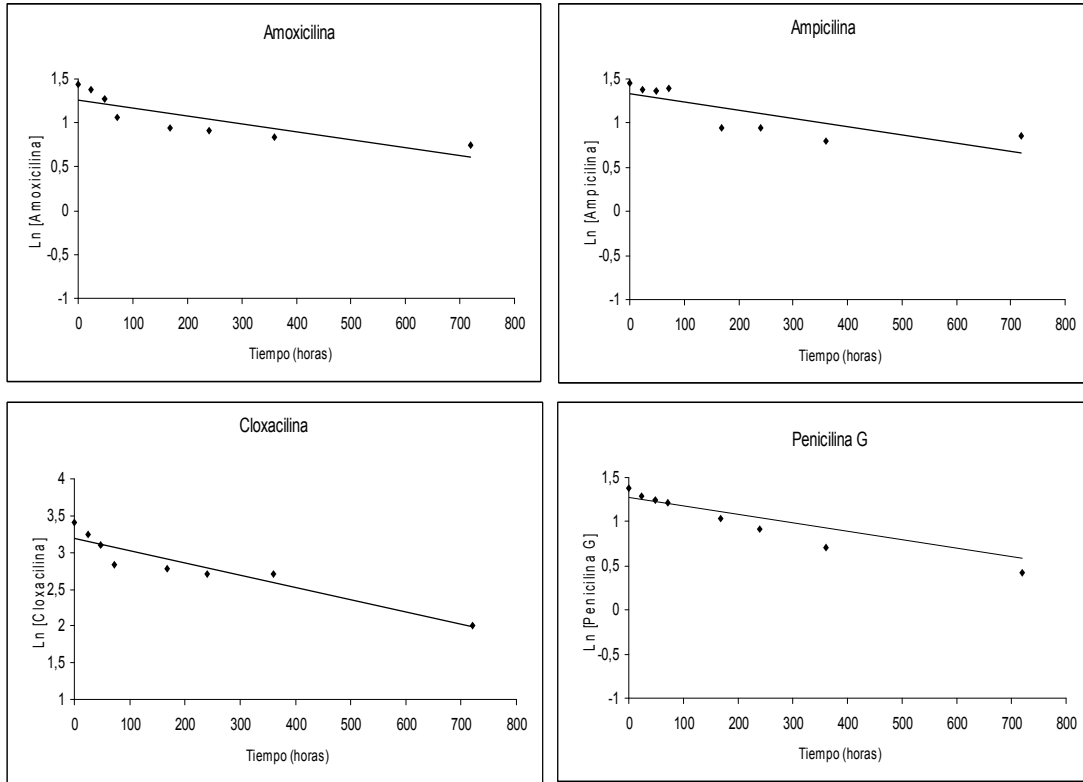 Amoxicilina
1,5
1
0,5
0
-0,5
-1
Ln [Amoxicilina]
0 100 200 300 400 500 600 700 800
Tiempo (horas)
Ampicilina
1,5
1
0,5
0
-0,5
-1
Ln [Ampicilina]
0 100 200 300 400 500 600 700 800
Tiempo (horas)
Cloxacilina
4
3,5
3
2,5
2
1,5
1
Ln [Cloxacilina]
0 100 200 300 400 500 600 700 800
Tiempo (horas)
Penicilina G
1,5
1
0,5
0
-0,5
-1
Ln [Penicilina G]
0 100 200 300 400 500 600 700 800
Tiempo (horas)